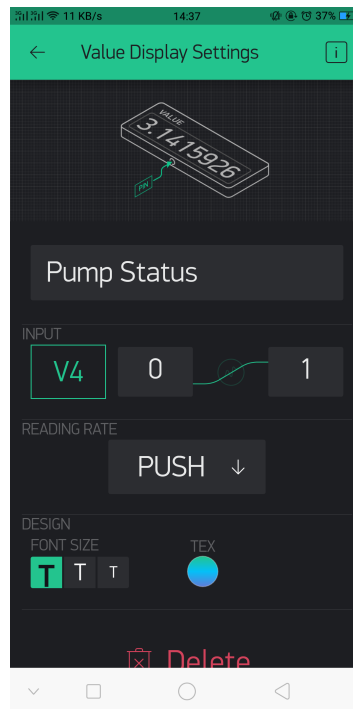 11 KB/s 14:37 37%
Value Display Settings
i
VALUE
3.1415926
PIN
Pump Status
INPUT
V4 0 1
READING RATE
PUSH ↓
DESIGN
FONT SIZE TEX
T T T
Delete